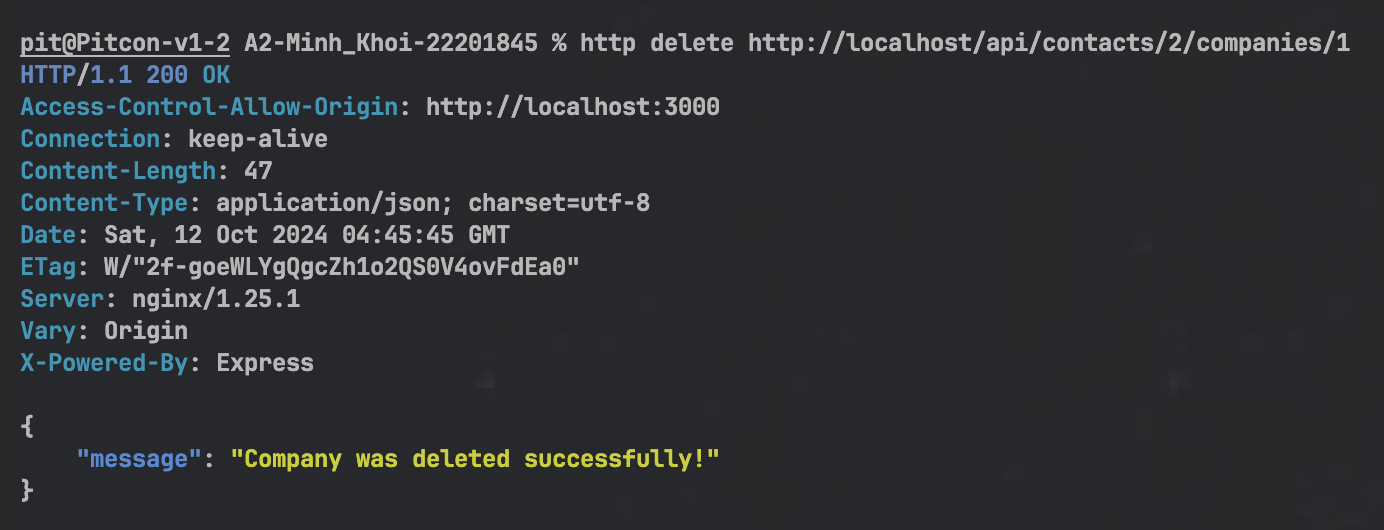 pit@Pitcon-v1-2 A2-Minh_Khoi-22201845 % http delete http://localhost/api/contacts/2/companies/1
HTTP/1.1 200 OK
Access-Control-Allow-Origin: http://localhost:3000
Connection: keep-alive
Content-Length: 47
Content-Type: application/json; charset=utf-8
Date: Sat, 12 Oct 2024 04:45:45 GMT
ETag: W/"2f-goeWLYgQgcZh1o2QS0V4ovFdEa0"
Server: nginx/1.25.1
Vary: Origin
X-Powered-By: Express
{
    "message": "Company was deleted successfully!"
}